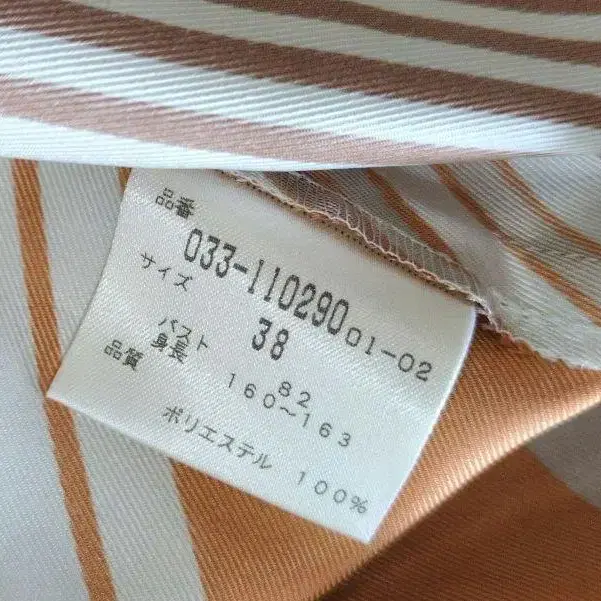 品番
033-110290 01-02
サイズ 38
バスト 82
身長 160〜163
品質
ポリエステル 100%